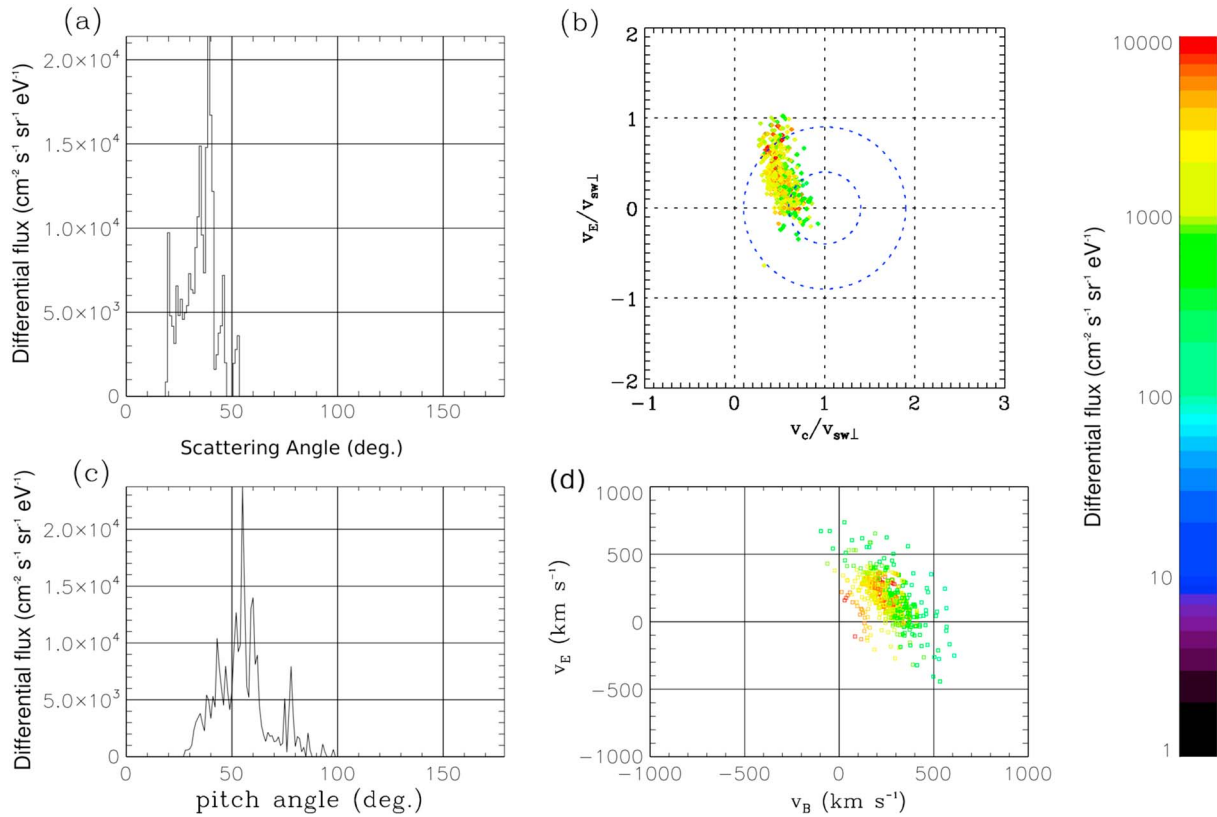 (a)
Differential flux (cm⁻² s⁻¹ sr⁻¹ eV⁻¹)
2.0×10⁴
1.5×10⁴
1.0×10⁴
5.0×10³
0
0 50 100 150
Scattering Angle (deg.)
(b)
v_E/v_sw⊥
2
1
0
−1
−2
−1 0 1 2 3
v_c/v_sw⊥
(c)
Differential flux (cm⁻² s⁻¹ sr⁻¹ eV⁻¹)
2.0×10⁴
1.5×10⁴
1.0×10⁴
5.0×10³
0
0 50 100 150
pitch angle (deg.)
(d)
v_E (km s⁻¹)
1000
500
0
−500
−1000
−1000 −500 0 500 1000
v_B (km s⁻¹)
Differential flux (cm⁻² s⁻¹ sr⁻¹ eV⁻¹)
10000
1000
100
10
1